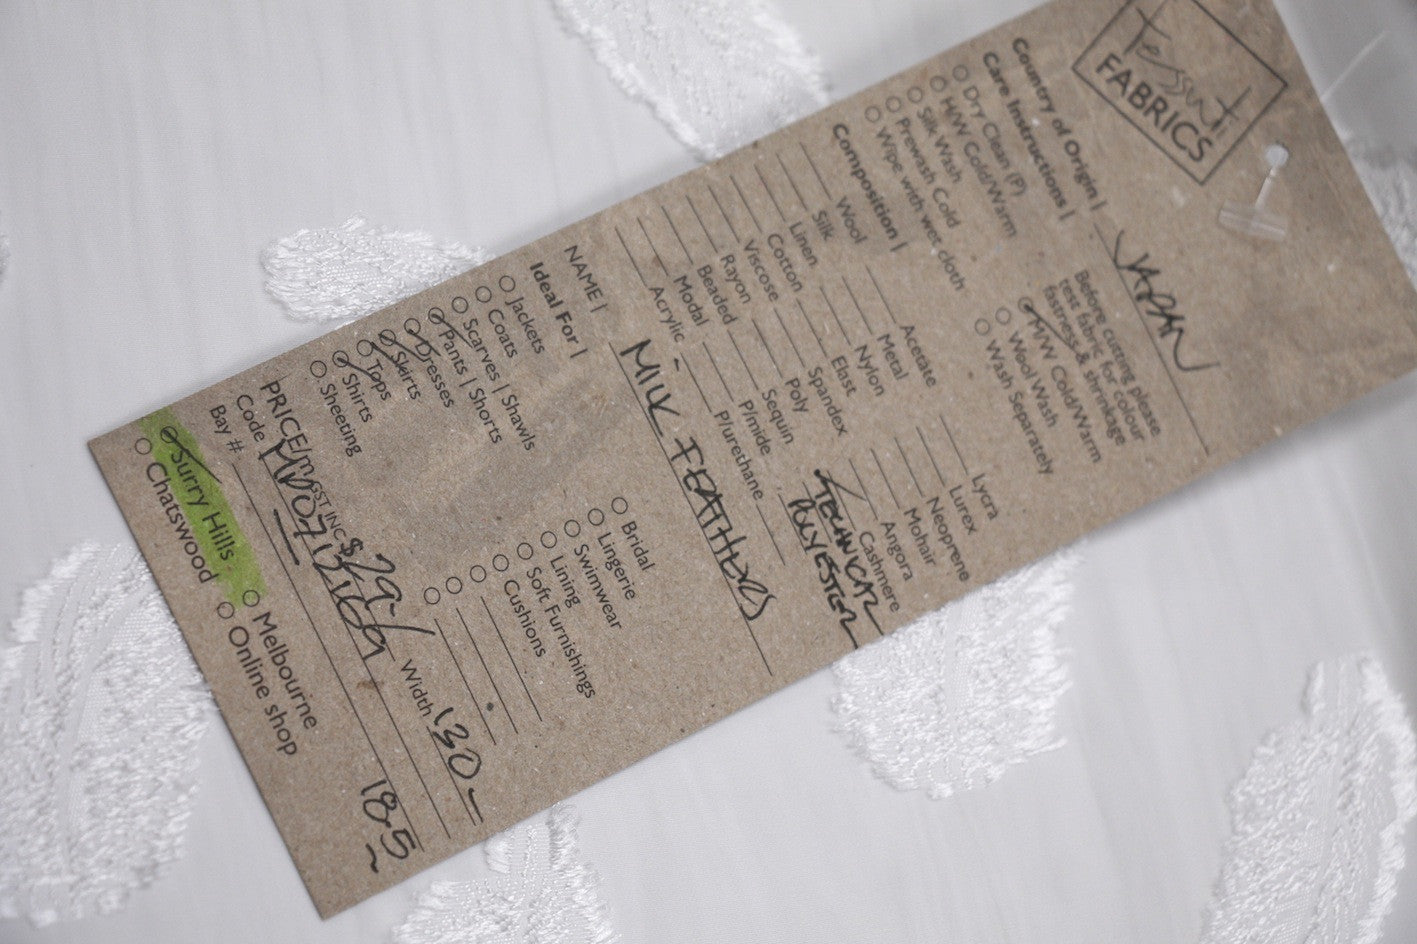 tessuti
FABRICS
Country of Origin | JAPAN
Care Instructions |
Dry Clean (P)
H/W Cold/Warm
Silk Wash
Prewash Cold
Wipe with wet cloth
Before cutting please
test fabric for colour
fastness & shrinkage
M/W Cold/Warm
Wool Wash
Wash Separately
Composition |
Wool
Silk
Linen
Cotton
Viscose
Rayon
Beaded
Modal
Acrylic
Acetate
Metal
Nylon
Elast
Spandex
Poly
Sequin
P/mide
P/urethane
Lycra
Lurex
Neoprene
Mohair
Angora
Cashmere
TECHNICAL
POLYESTER
NAME | MILK FEATHERS
Ideal For |
Jackets
Coats
Scarves | Shawls
Pants | Shorts
Dresses
Skirts
Tops
Shirts
Sheeting
Bridal
Lingerie
Swimwear
Lining
Soft Furnishings
Cushions
PRICE/m GST INC $29-/ Width 130-
Code
Bay # 18.5
Surry Hills
Chatswood
Melbourne
Online shop